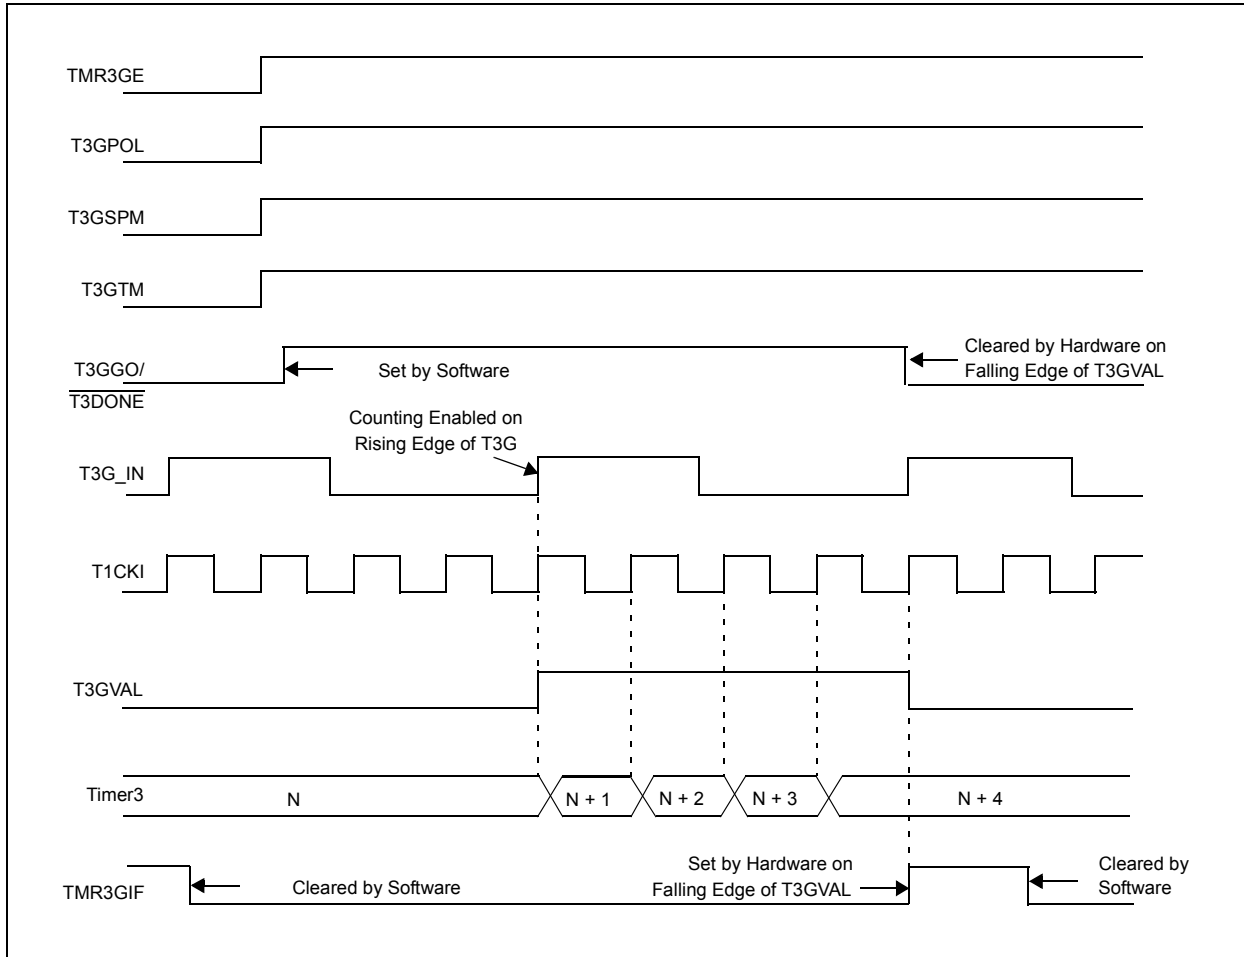 TMR3GE
T3GPOL
T3GSPM
T3GTM
T3GGO/
T3DONE
Set by Software
Cleared by Hardware on
Falling Edge of T3GVAL
Counting Enabled on
Rising Edge of T3G
T3G_IN
T1CKI
T3GVAL
Timer3
N
N + 1
N + 2
N + 3
N + 4
TMR3GIF
Cleared by Software
Set by Hardware on
Falling Edge of T3GVAL
Cleared by
Software